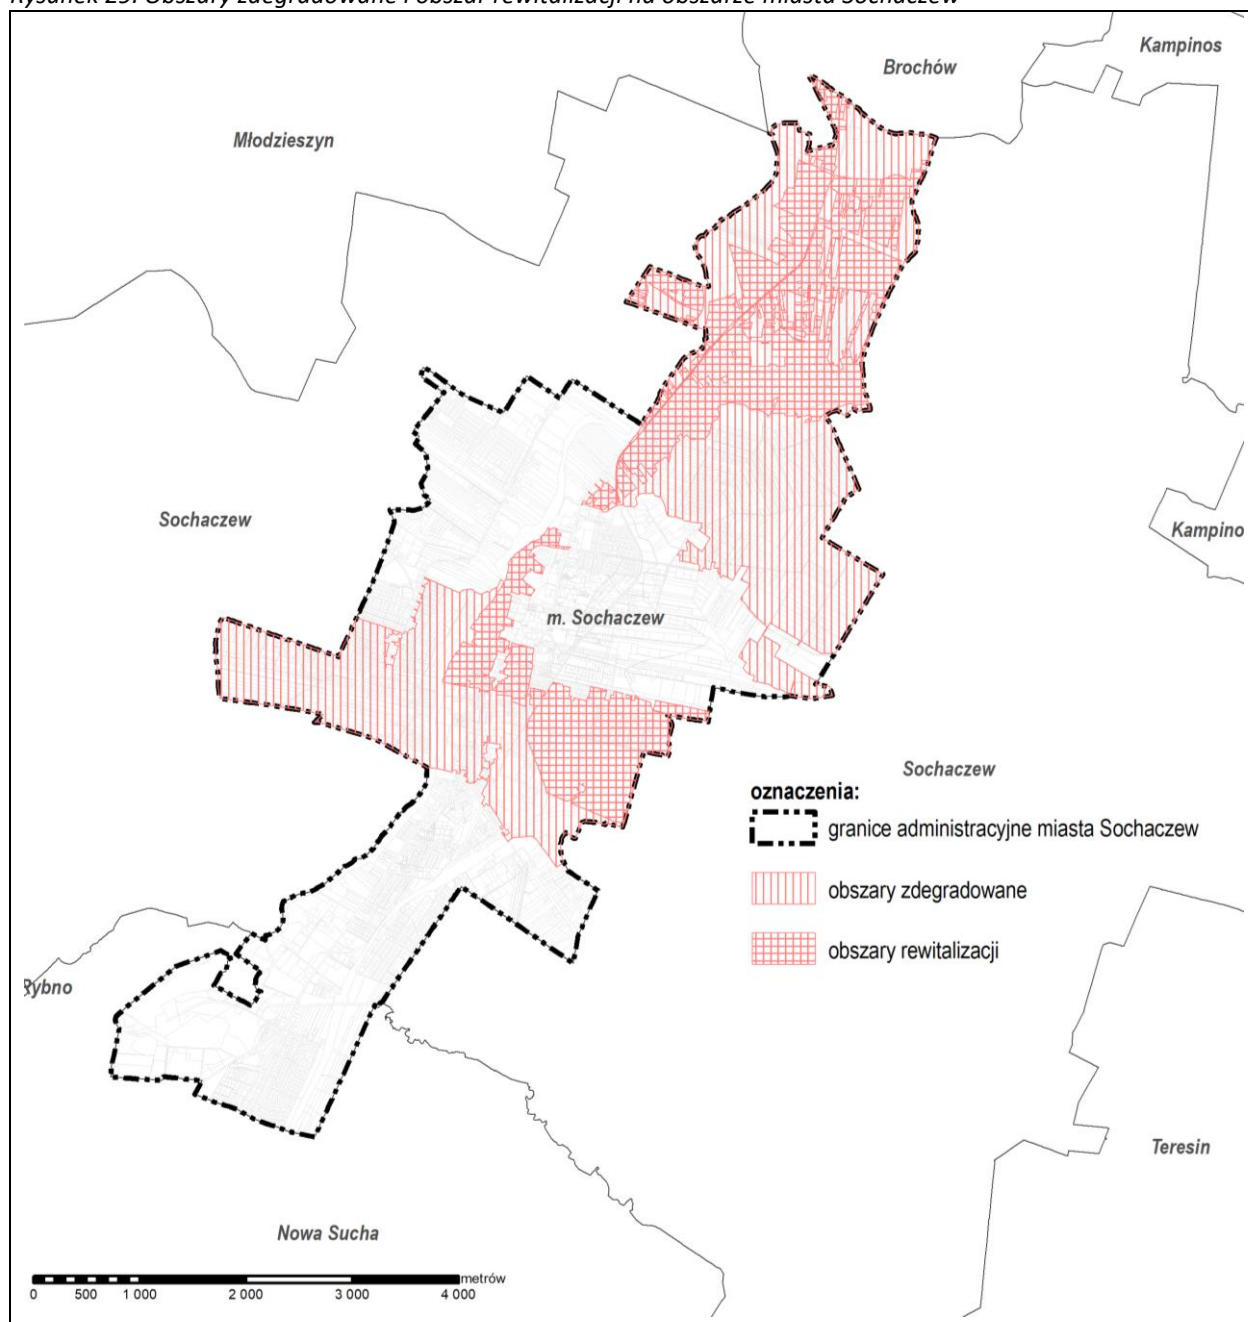 Rysunek 25. Obszary zdegradowane i obszar rewitalizacji na obszarze miasta Sochaczew
Kampinos
Brochów
Młodzieszyn
Sochaczew
Kampino
m. Sochaczew
Sochaczew
oznaczenia:
granice administracyjne miasta Sochaczew
obszary zdegradowane
obszary rewitalizacji
Rybno
Teresin
Nowa Sucha
metrów
0 500 1 000 2 000 3 000 4 000